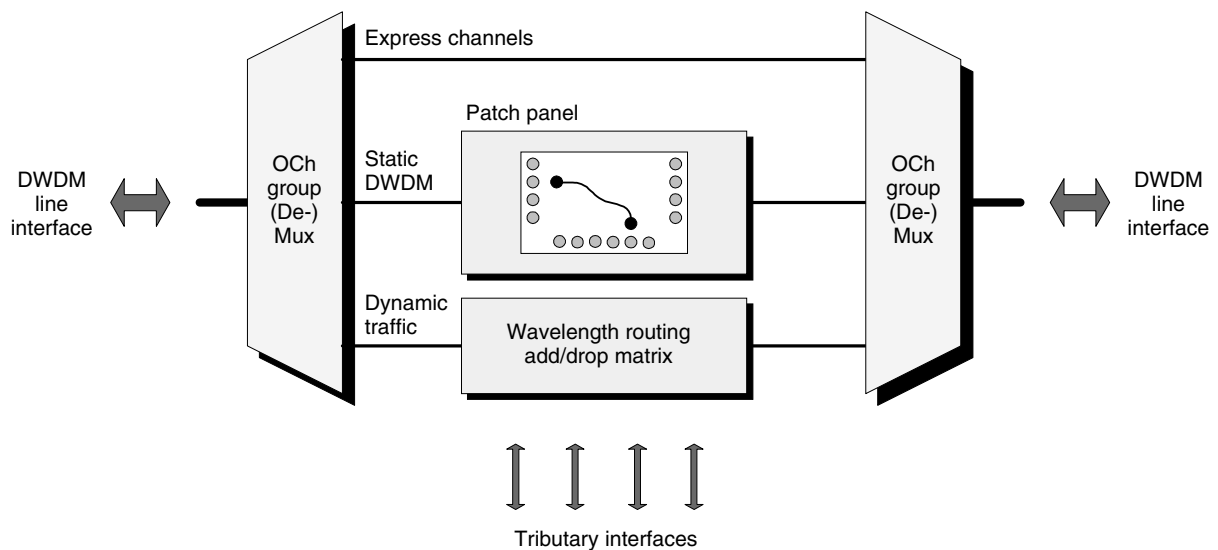 Express channels
Patch panel
OCh
group
(De-)
Mux
Static
DWDM
OCh
group
(De-)
Mux
DWDM
line
interface
DWDM
line
interface
Dynamic
traffic
Wavelength routing
add/drop matrix
Tributary interfaces